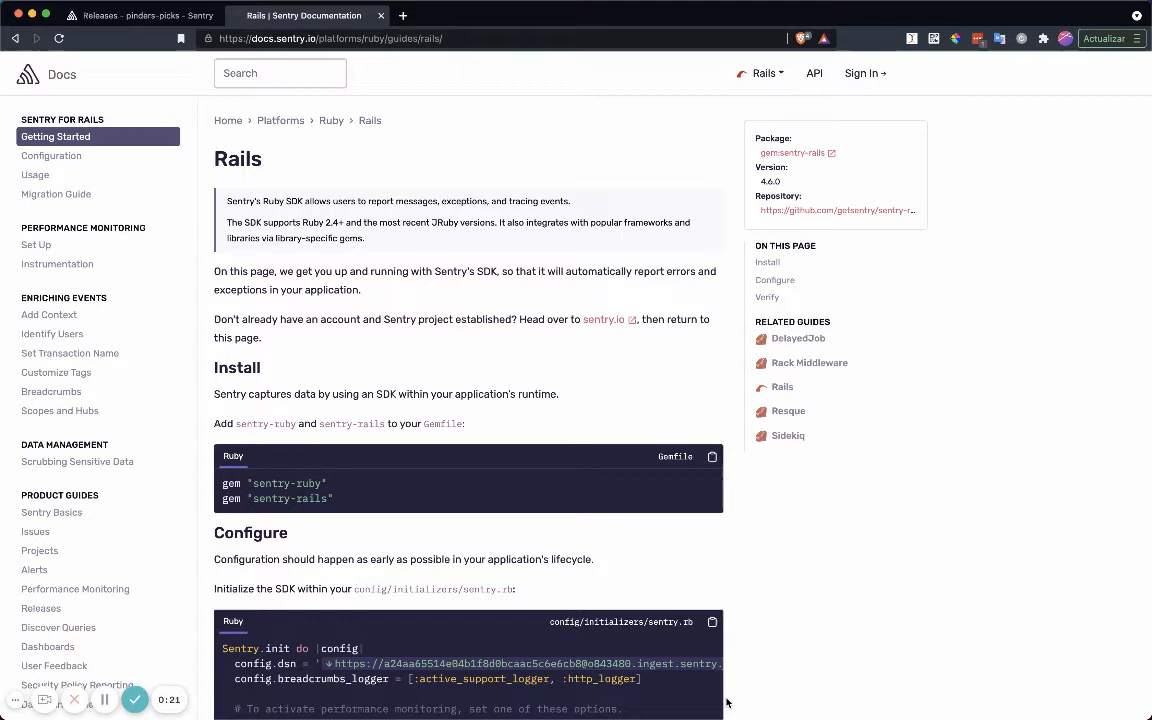 Releases - pinders-picks - Sentry
Rails | Sentry Documentation
https://docs.sentry.io/platforms/ruby/guides/rails/
Actualizar
Docs
Search
Rails
API
Sign In
SENTRY FOR RAILS
Getting Started
Configuration
Usage
Migration Guide
PERFORMANCE MONITORING
Set Up
Instrumentation
ENRICHING EVENTS
Add Context
Identify Users
Set Transaction Name
Customize Tags
Breadcrumbs
Scopes and Hubs
DATA MANAGEMENT
Scrubbing Sensitive Data
PRODUCT GUIDES
Sentry Basics
Issues
Projects
Alerts
Performance Monitoring
Releases
Discover Queries
Dashboards
User Feedback
Security Policy Reporting
0:21
Home > Platforms > Ruby > Rails
Rails
Sentry's Ruby SDK allows users to report messages, exceptions, and tracing events.
The SDK supports Ruby 2.4+ and the most recent JRuby versions. It also integrates with popular frameworks and
libraries via library-specific gems.
On this page, we get you up and running with Sentry's SDK, so that it will automatically report errors and
exceptions in your application.
Don't already have an account and Sentry project established? Head over to sentry.io, then return to
this page.
Install
Sentry captures data by using an SDK within your application's runtime.
Add sentry-ruby and sentry-rails to your Gemfile:
Ruby
Gemfile
gem "sentry-ruby"
gem "sentry-rails"
Configure
Configuration should happen as early as possible in your application's lifecycle.
Initialize the SDK within your config/initializers/sentry.rb:
Ruby
config/initializers/sentry.rb
Sentry.init do |config|
config.dsn = 'https://a24aa65514e04b1f8d0bcaac5c6e6cb8@o843480.ingest.sentry.
config.breadcrumbs_logger = [:active_support_logger, :http_logger]
# To activate performance monitoring, set one of these options.
Package:
gem:sentry-rails
Version:
4.6.0
Repository:
https://github.com/getsentry/sentry-r...
ON THIS PAGE
Install
Configure
Verify
RELATED GUIDES
DelayedJob
Rack Middleware
Rails
Resque
Sidekiq